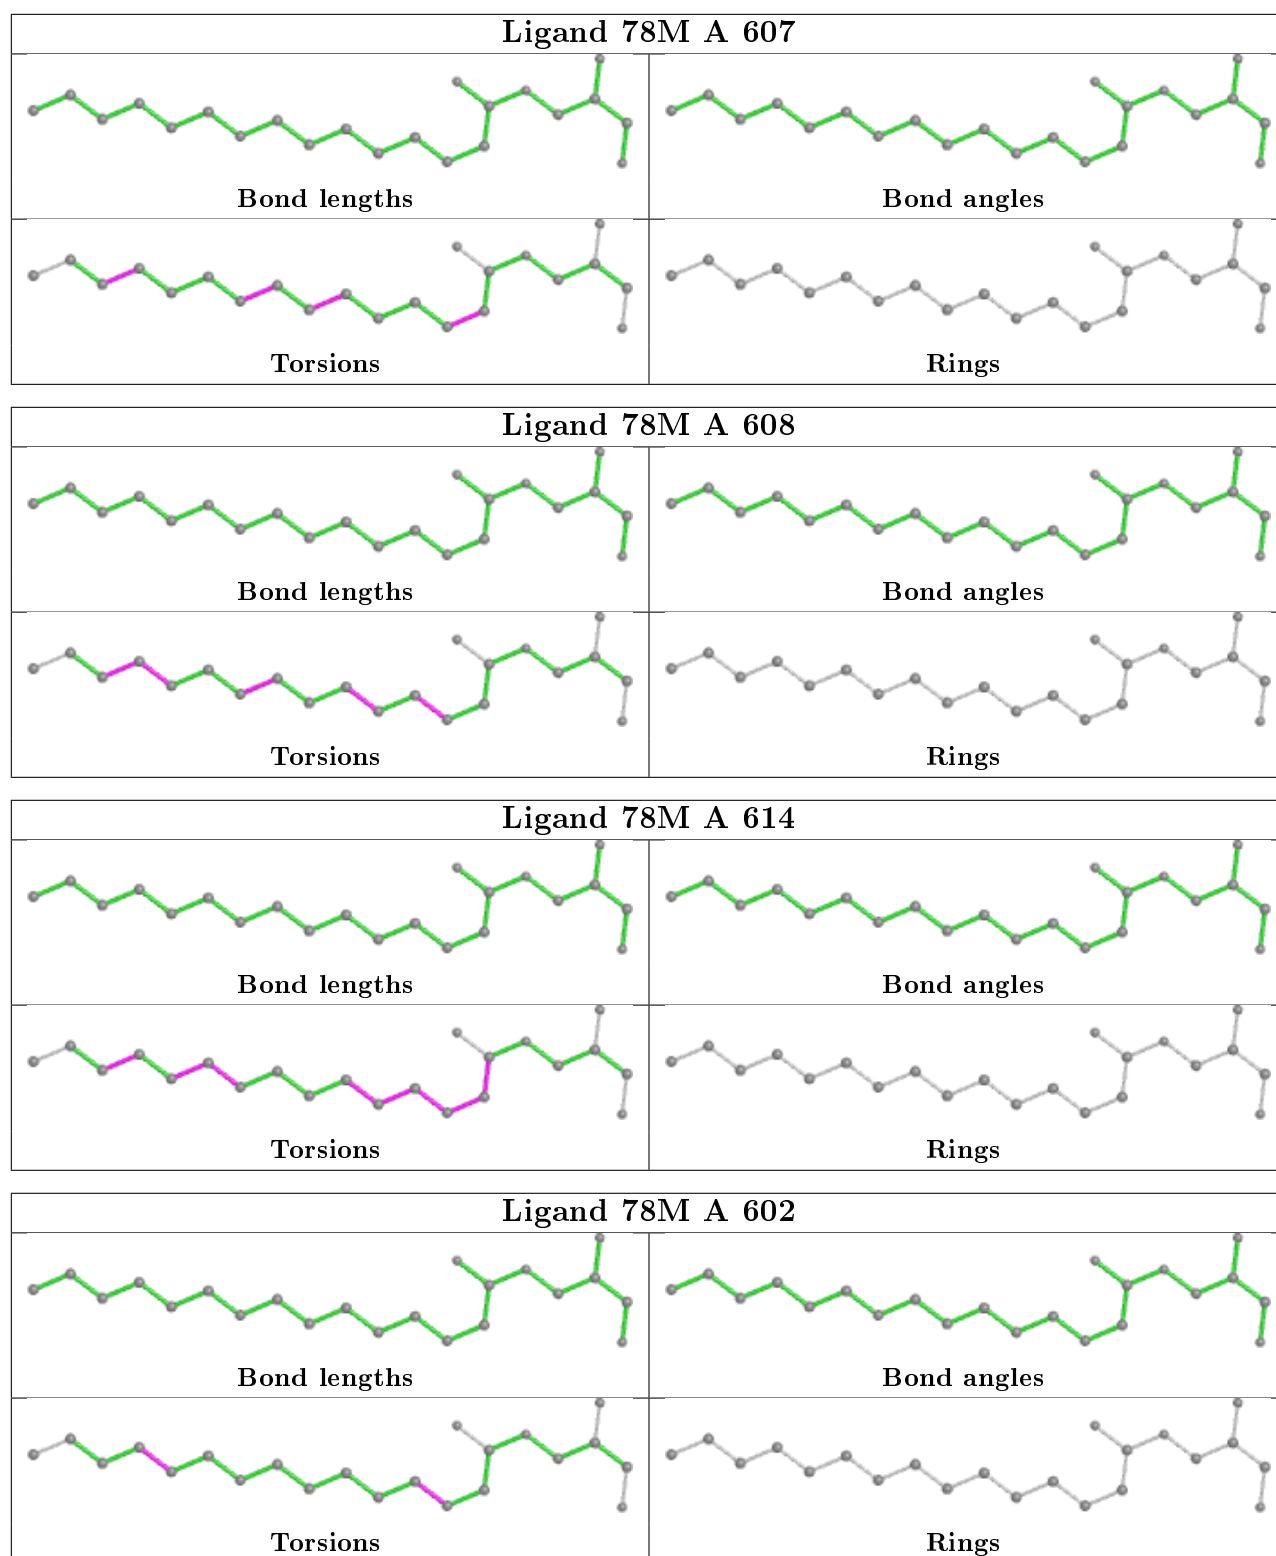 Ligand 78M A 607
Bond lengths Bond angles
Torsions Rings
Ligand 78M A 608
Bond lengths Bond angles
Torsions Rings
Ligand 78M A 614
Bond lengths Bond angles
Torsions Rings
Ligand 78M A 602
Bond lengths Bond angles
Torsions Rings